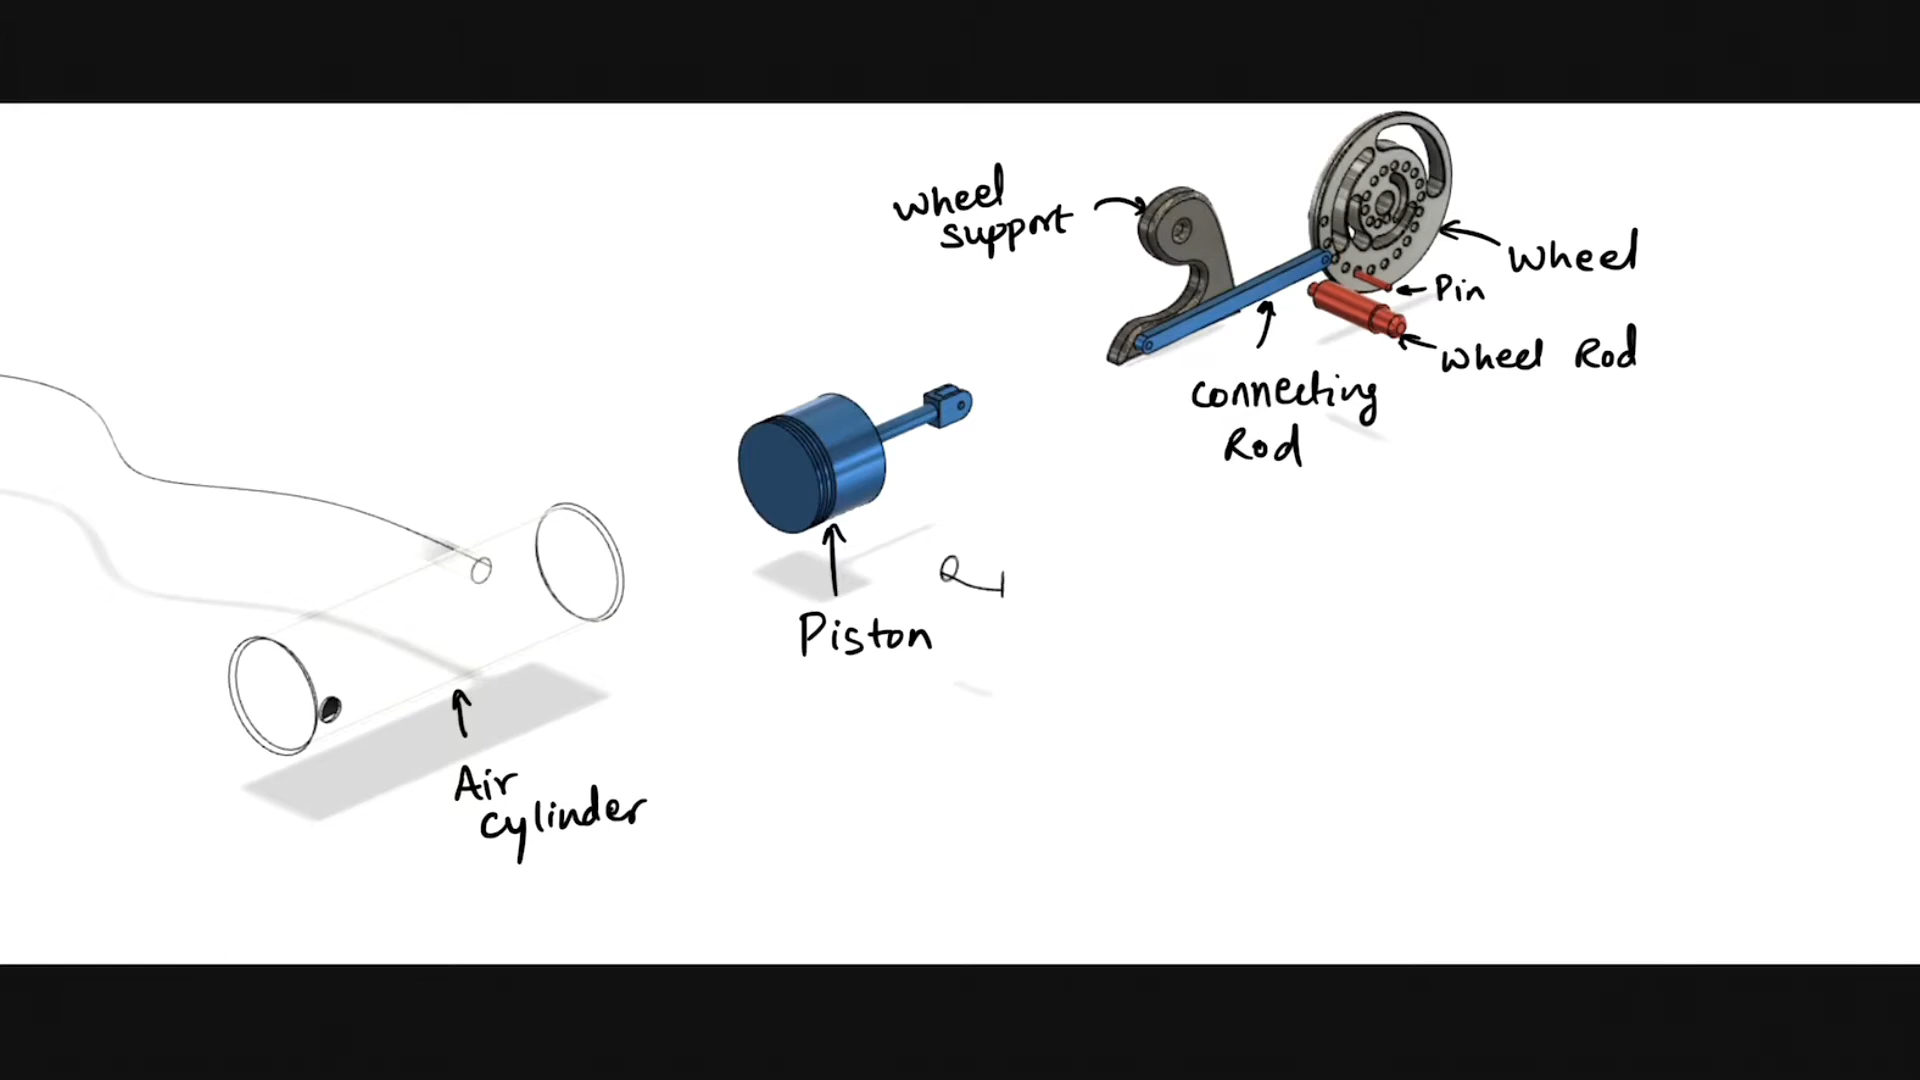 Wheel
support
Wheel
Pin
Wheel Rod
Connecting
Rod
Piston
Air
Cylinder